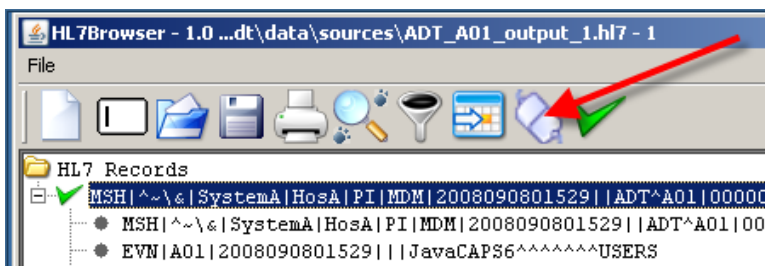 HL7Browser - 1.0 ...dt\data\sources\ADT_A01_output_1.hl7 - 1
File
HL7 Records
MSH|^~\&|SystemA|HosA|PI|MDM|2008090801529||ADT^A01|00000
MSH|^~\&|SystemA|HosA|PI|MDM|2008090801529||ADT^A01|00
EVN|A01|2008090801529|||JavaCAPS6^^^^^^^USERS